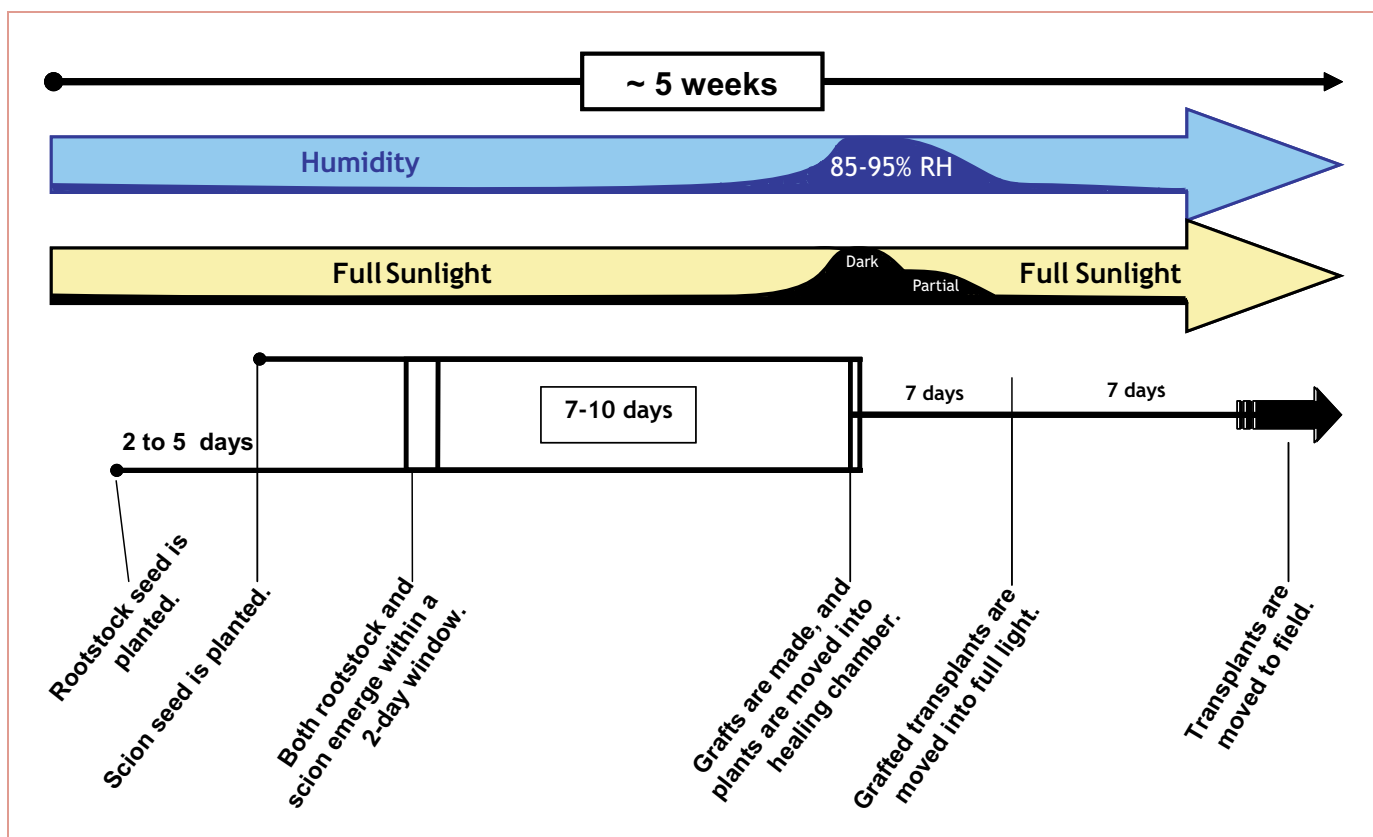 ~ 5 weeks
Humidity
85-95% RH
Full Sunlight
Dark
Partial
Full Sunlight
2 to 5 days
7-10 days
7 days
7 days
Rootstock seed is
planted.
Scion seed is planted.
Both rootstock and
scion emerge within a
2-day window.
Grafts are made, and
plants are moved into
healing chamber.
Grafted transplants are
moved into full light.
Transplants are
moved to field.